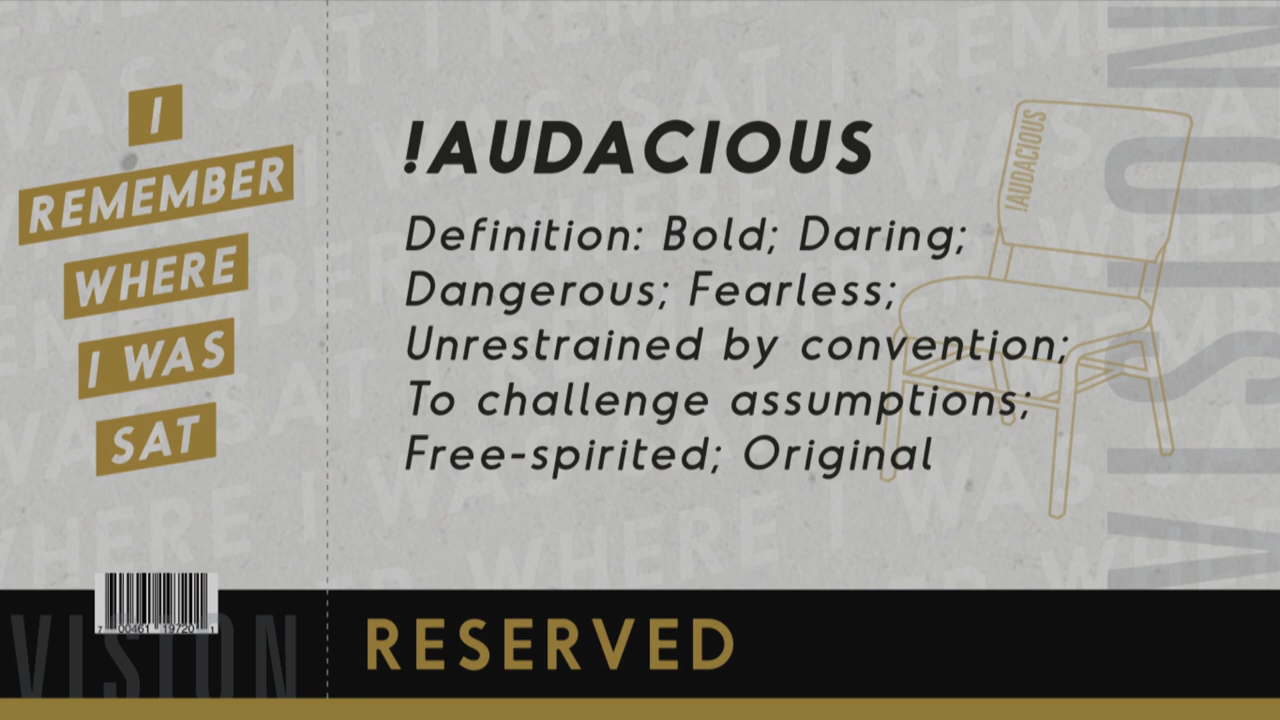 I
REMEMBER
WHERE
I WAS
SAT
!AUDACIOUS
Definition: Bold; Daring;
Dangerous; Fearless;
Unrestrained by convention;
To challenge assumptions;
Free-spirited; Original
!AUDACIOUS
VISION
7 00461 19720 1
VISION
RESERVED